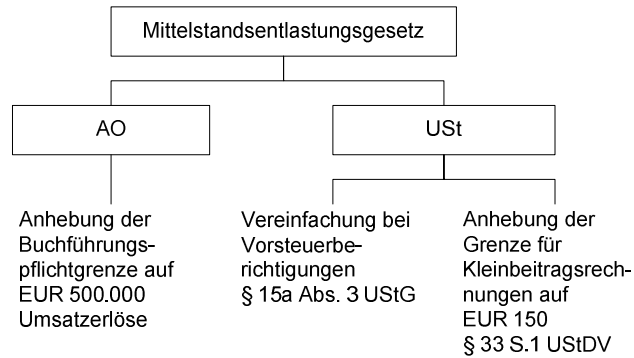 Mittelstandsentlastungsgesetz
AO
USt
Anhebung der
Buchführungs-
pflichtgrenze auf
EUR 500.000
Umsatzerlöse
Vereinfachung bei
Vorsteuerbe-
richtigungen
§ 15a Abs. 3 UStG
Anhebung der
Grenze für
Kleinbeitragsrech-
nungen auf
EUR 150
§ 33 S.1 UStDV